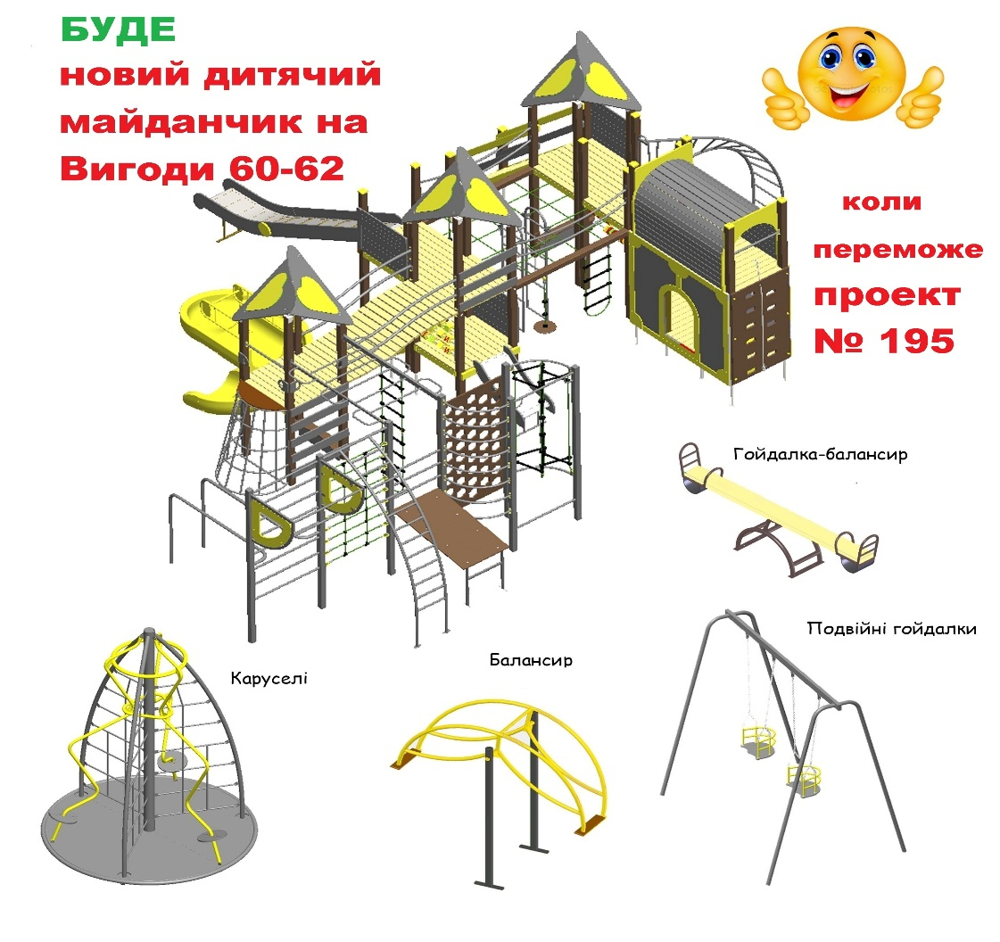 БУДЕ
новий дитячий
майданчик на
Вигоди 60-62
коли
переможе
проект
№ 195
Гойдалка-балансир
Подвійні гойдалки
Балансир
Каруселі